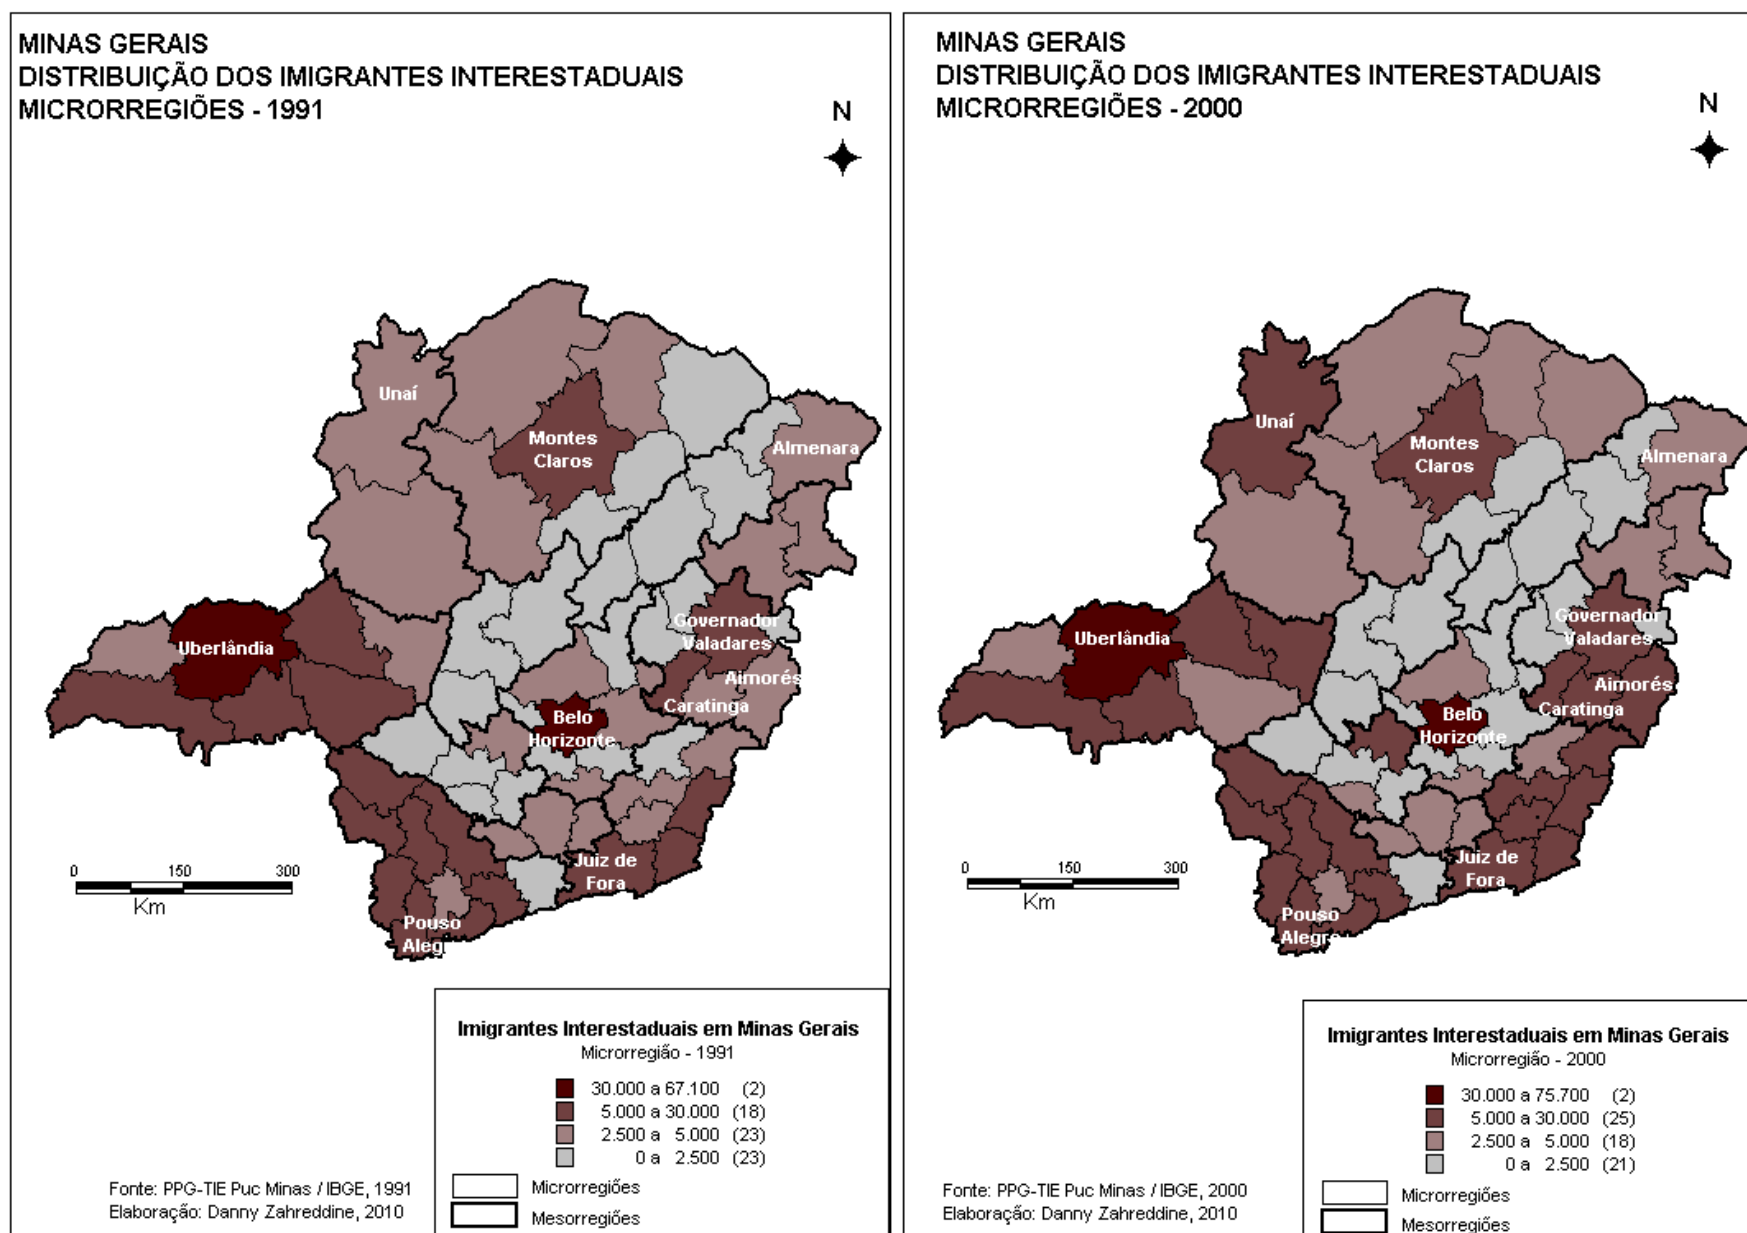 MINAS GERAIS
DISTRIBUIÇÃO DOS IMIGRANTES INTERESTADUAIS
MICRORREGIÕES - 1991
N
Unaí
Montes
Claros
Almenara
Uberlândia
Governador
Valadares
Aimorés
Caratinga
Belo
Horizonte
Juiz de
Fora
Pouso
Alegr
0 150 300
Km
Imigrantes Interestaduais em Minas Gerais
Microrregião - 1991
30.000 a 67.100 (2)
5.000 a 30.000 (18)
2.500 a 5.000 (23)
0 a 2.500 (23)
Microrregiões
Mesorregiões
Fonte: PPG-TIE Puc Minas / IBGE, 1991
Elaboração: Danny Zahreddine, 2010
MINAS GERAIS
DISTRIBUIÇÃO DOS IMIGRANTES INTERESTADUAIS
MICRORREGIÕES - 2000
N
Unaí
Montes
Claros
Almenara
Uberlândia
Governador
Valadares
Aimorés
Caratinga
Belo
Horizonte
Juiz de
Fora
Pouso
Alegre
0 150 300
Km
Imigrantes Interestaduais em Minas Gerais
Microrregião - 2000
30.000 a 75.700 (2)
5.000 a 30.000 (25)
2.500 a 5.000 (18)
0 a 2.500 (21)
Microrregiões
Mesorregiões
Fonte: PPG-TIE Puc Minas / IBGE, 2000
Elaboração: Danny Zahreddine, 2010